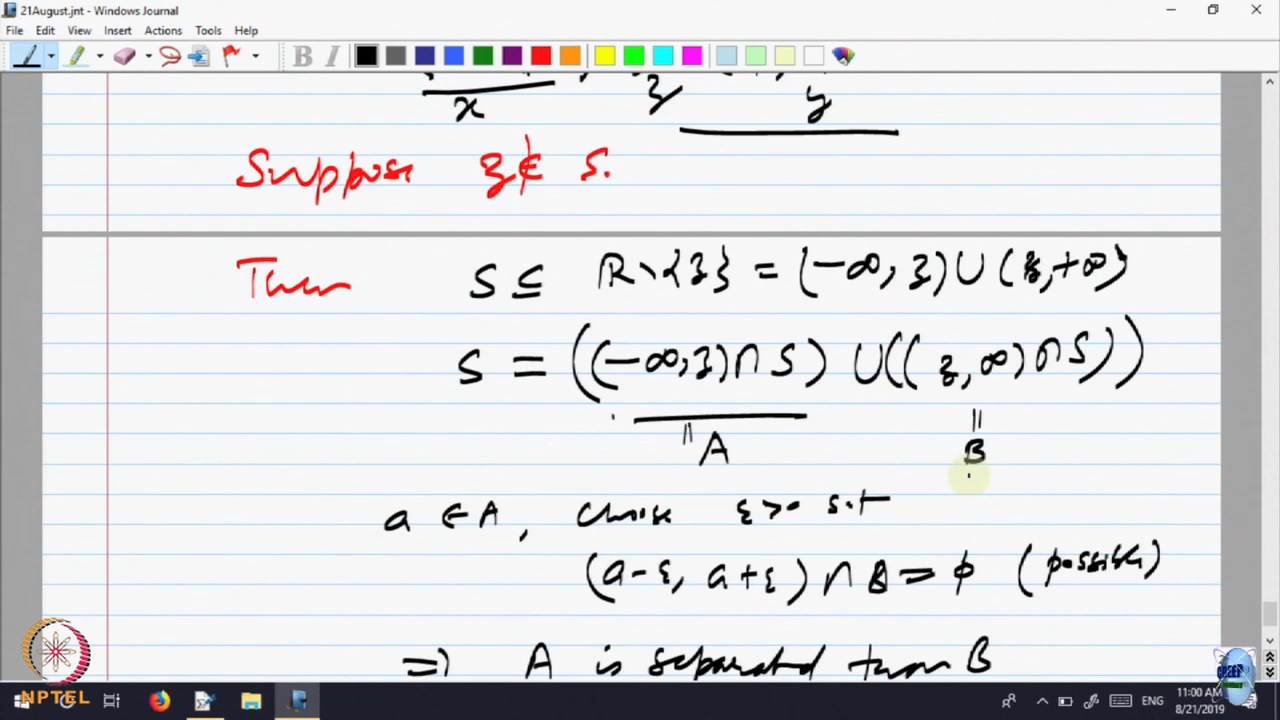 21August.jnt - Windows Journal
File Edit View Insert Actions Tools Help
B I
x z y
Suppose z ∉ S.
Then S ⊆ R \ {z} = (-∞, z) ∪ (z, +∞)
S = ((-∞, z) ∩ S) ∪ ((z, ∞) ∩ S))
" A
" B
a ∈ A, choose ε > 0 s.t
(a-ε, a+ε) ∩ B = φ (possible)
⇒ A is separated from B
NPTEL
ENG
11:00 AM
8/21/2019